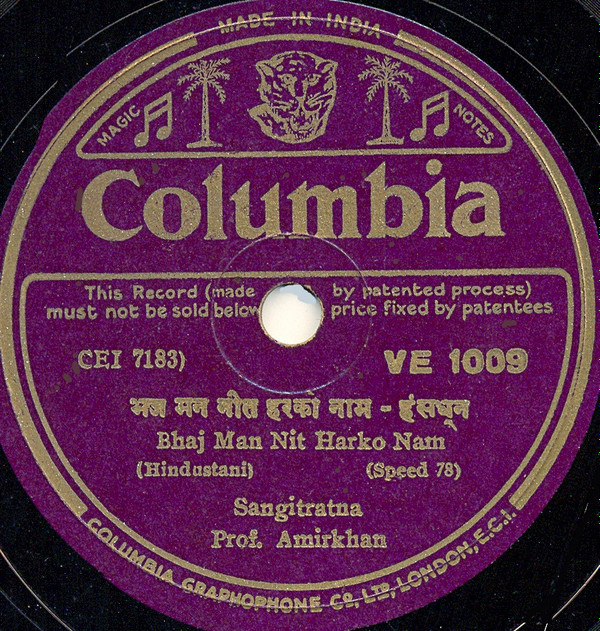 MADE IN INDIA
MAGIC NOTES
Columbia
This Record (made by patented process)
must not be sold below price fixed by patentees
CEI 7183) VE 1009
भज मन नीत हरको नाम - हंसधून
Bhaj Man Nit Harko Nam
(Hindustani) (Speed 78)
Sangitratna
Prof. Amirkhan
COLUMBIA GRAPHOPHONE CO, LTD, LONDON, E.C.1.